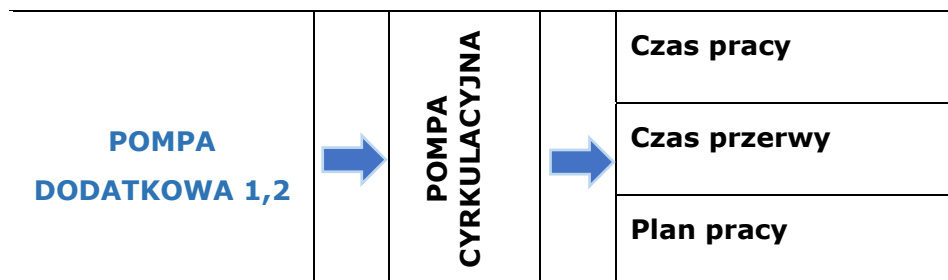 POMPA
DODATKOWA 1,2
POMPA
CYRKULACYJNA
Czas pracy
Czas przerwy
Plan pracy